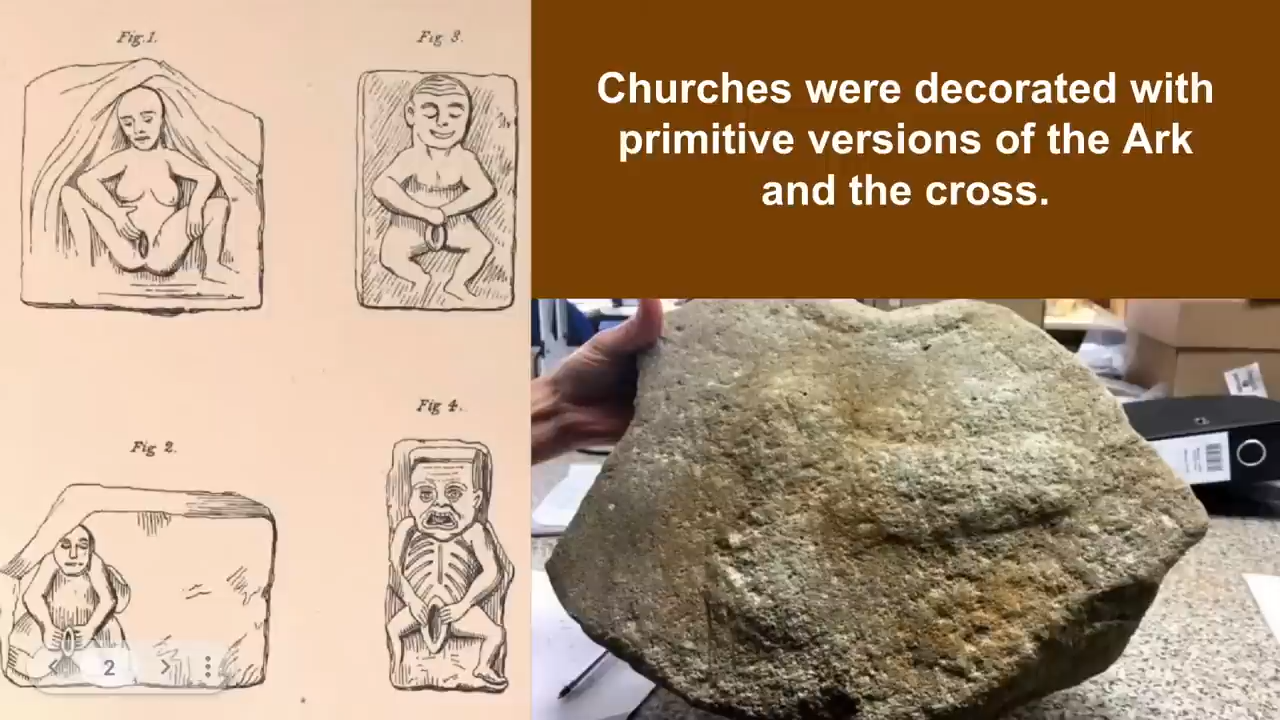 Fig.1.
Fig 3.
Churches were decorated with
primitive versions of the Ark
and the cross.
Fig 4.
Fig 2.
2